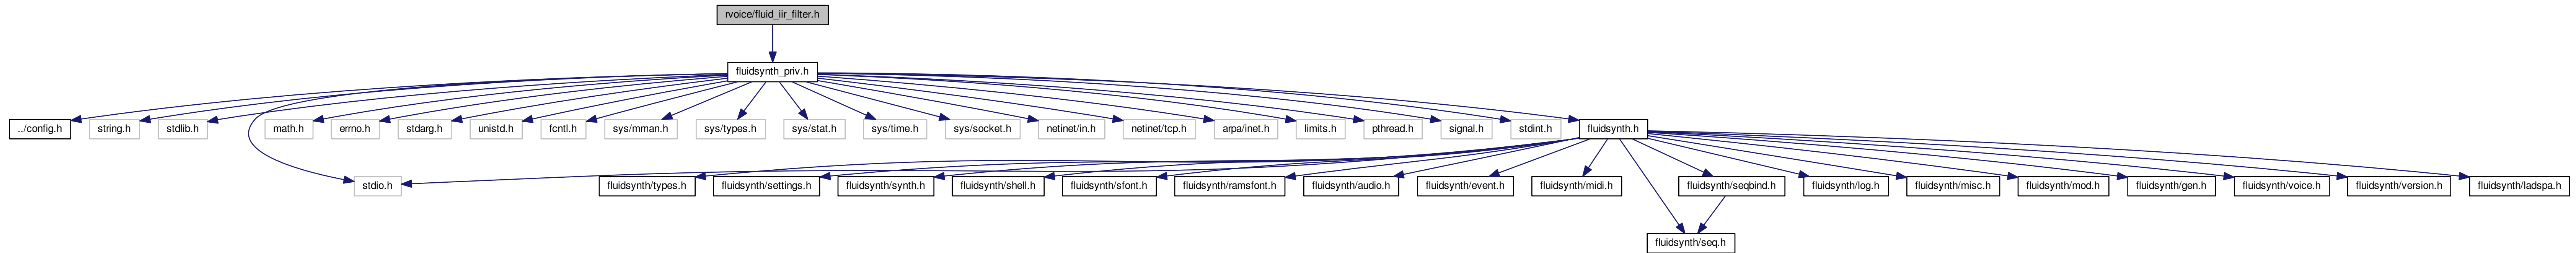 rvoice/fluid_iir_filter.h
fluidsynth_priv.h
../config.h
string.h
stdlib.h
math.h
errno.h
stdarg.h
unistd.h
fcntl.h
sys/mman.h
sys/types.h
sys/stat.h
sys/time.h
sys/socket.h
netinet/in.h
netinet/tcp.h
arpa/inet.h
limits.h
pthread.h
signal.h
stdint.h
fluidsynth.h
stdio.h
fluidsynth/types.h
fluidsynth/settings.h
fluidsynth/synth.h
fluidsynth/shell.h
fluidsynth/sfont.h
fluidsynth/ramsfont.h
fluidsynth/audio.h
fluidsynth/event.h
fluidsynth/midi.h
fluidsynth/seqbind.h
fluidsynth/log.h
fluidsynth/misc.h
fluidsynth/mod.h
fluidsynth/gen.h
fluidsynth/voice.h
fluidsynth/version.h
fluidsynth/ladspa.h
fluidsynth/seq.h